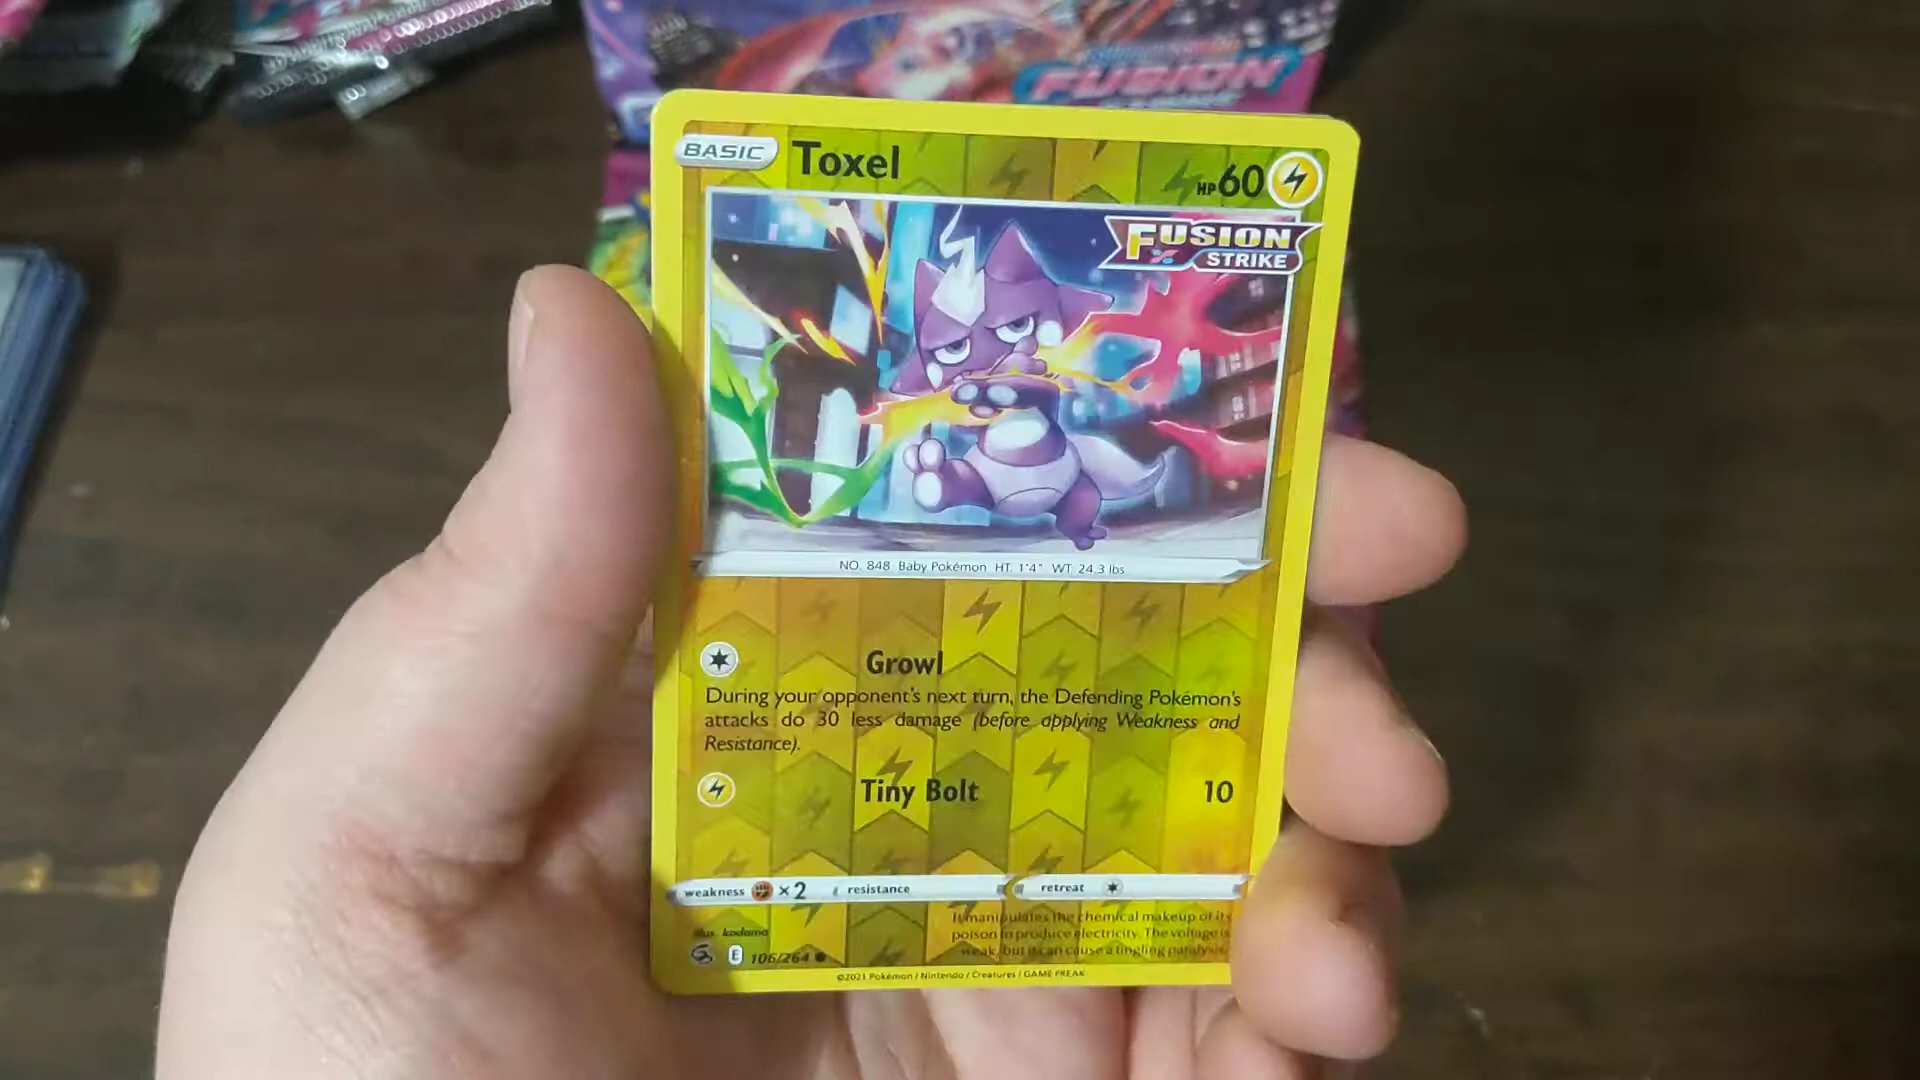 FUSION
BASIC Toxel HP 60
FUSION
STRIKE
NO. 848 Baby Pokémon HT. 1'4" WT. 24.3 lbs
Growl
During your opponent's next turn, the Defending Pokémon's
attacks do 30 less damage (before applying Weakness and
Resistance).
Tiny Bolt 10
weakness ×2 resistance retreat
illus. kodama
It manipulates the chemical makeup of its
poison to produce electricity. The voltage is
weak, but it can cause a tingling paralysis.
E 106/264
©2021 Pokémon / Nintendo / Creatures / GAME FREAK